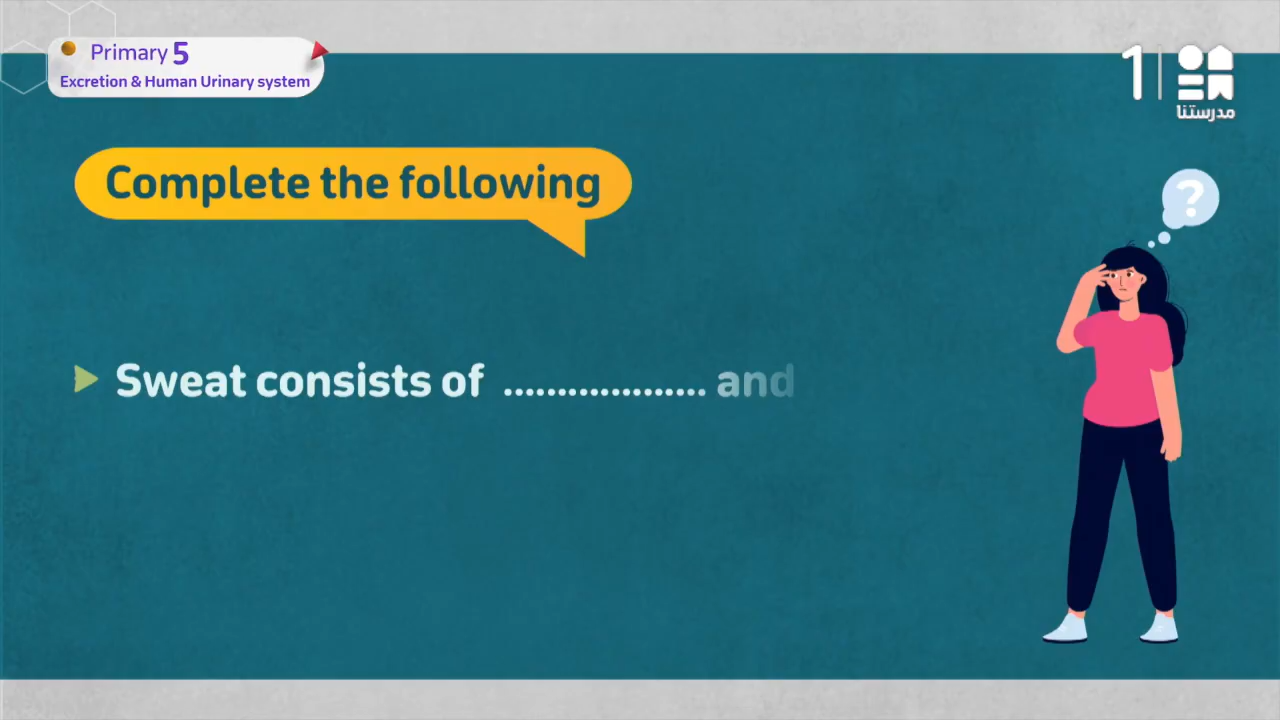 Primary 5
Excretion & Human Urinary system
1
مدرستنا
?
Complete the following
Sweat consists of ................... and